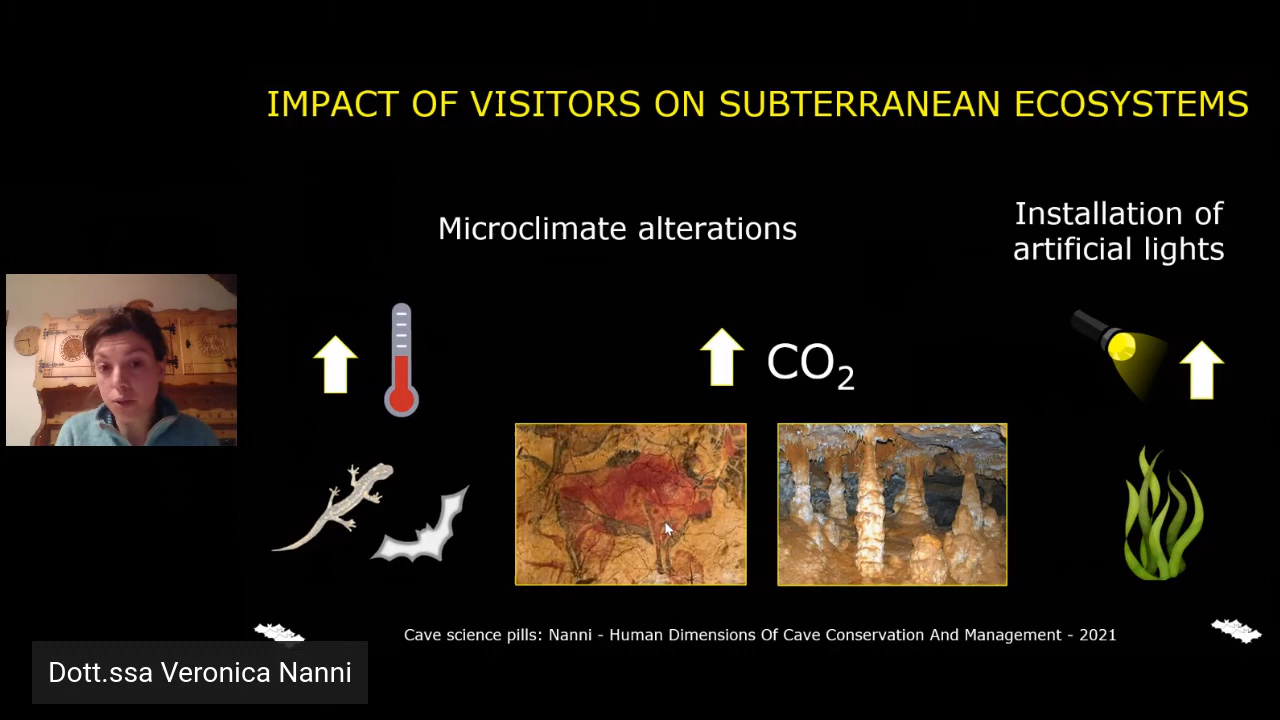 IMPACT OF VISITORS ON SUBTERRANEAN ECOSYSTEMS
Microclimate alterations
Installation of
artificial lights
CO₂
Cave science pills: Nanni - Human Dimensions Of Cave Conservation And Management - 2021
Dott.ssa Veronica Nanni